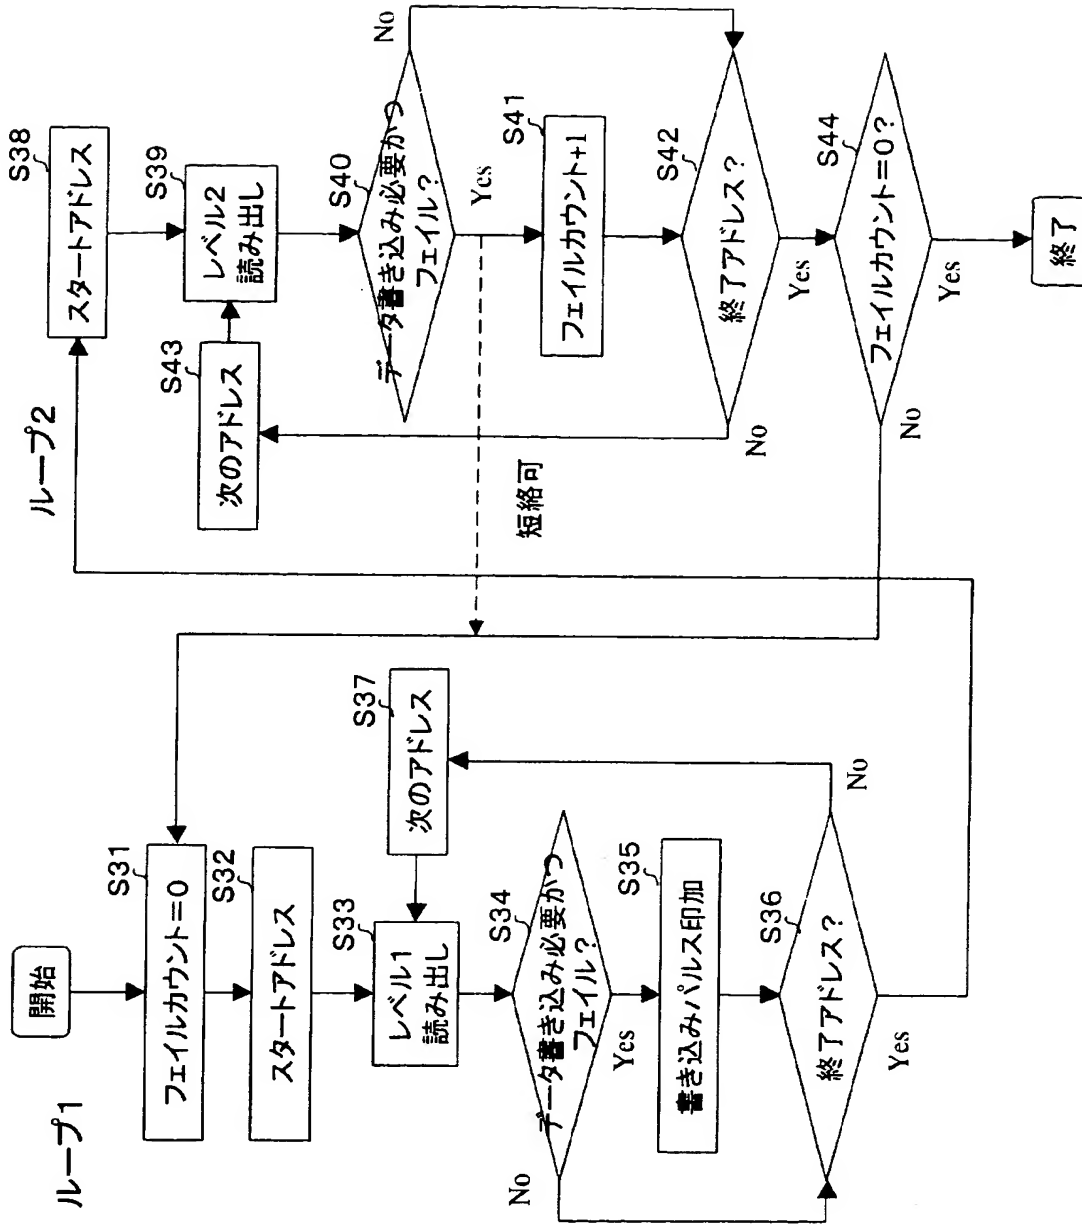 ループ1
開始
S31
フェイルカウント=0
S32
スタートアドレス
S33
レベル1
読み出し
S37
次のアドレス
S34
データ書き込み必要かつ
フェイル?
No
Yes
S35
書き込みパルス印加
S36
終了アドレス?
No
Yes
ループ2
S38
スタートアドレス
S39
レベル2
読み出し
S43
次のアドレス
S40
データ書き込み必要かつ
フェイル?
No
Yes
短絡可
S41
フェイルカウント+1
S42
終了アドレス?
No
Yes
S44
フェイルカウント=0?
No
Yes
終了